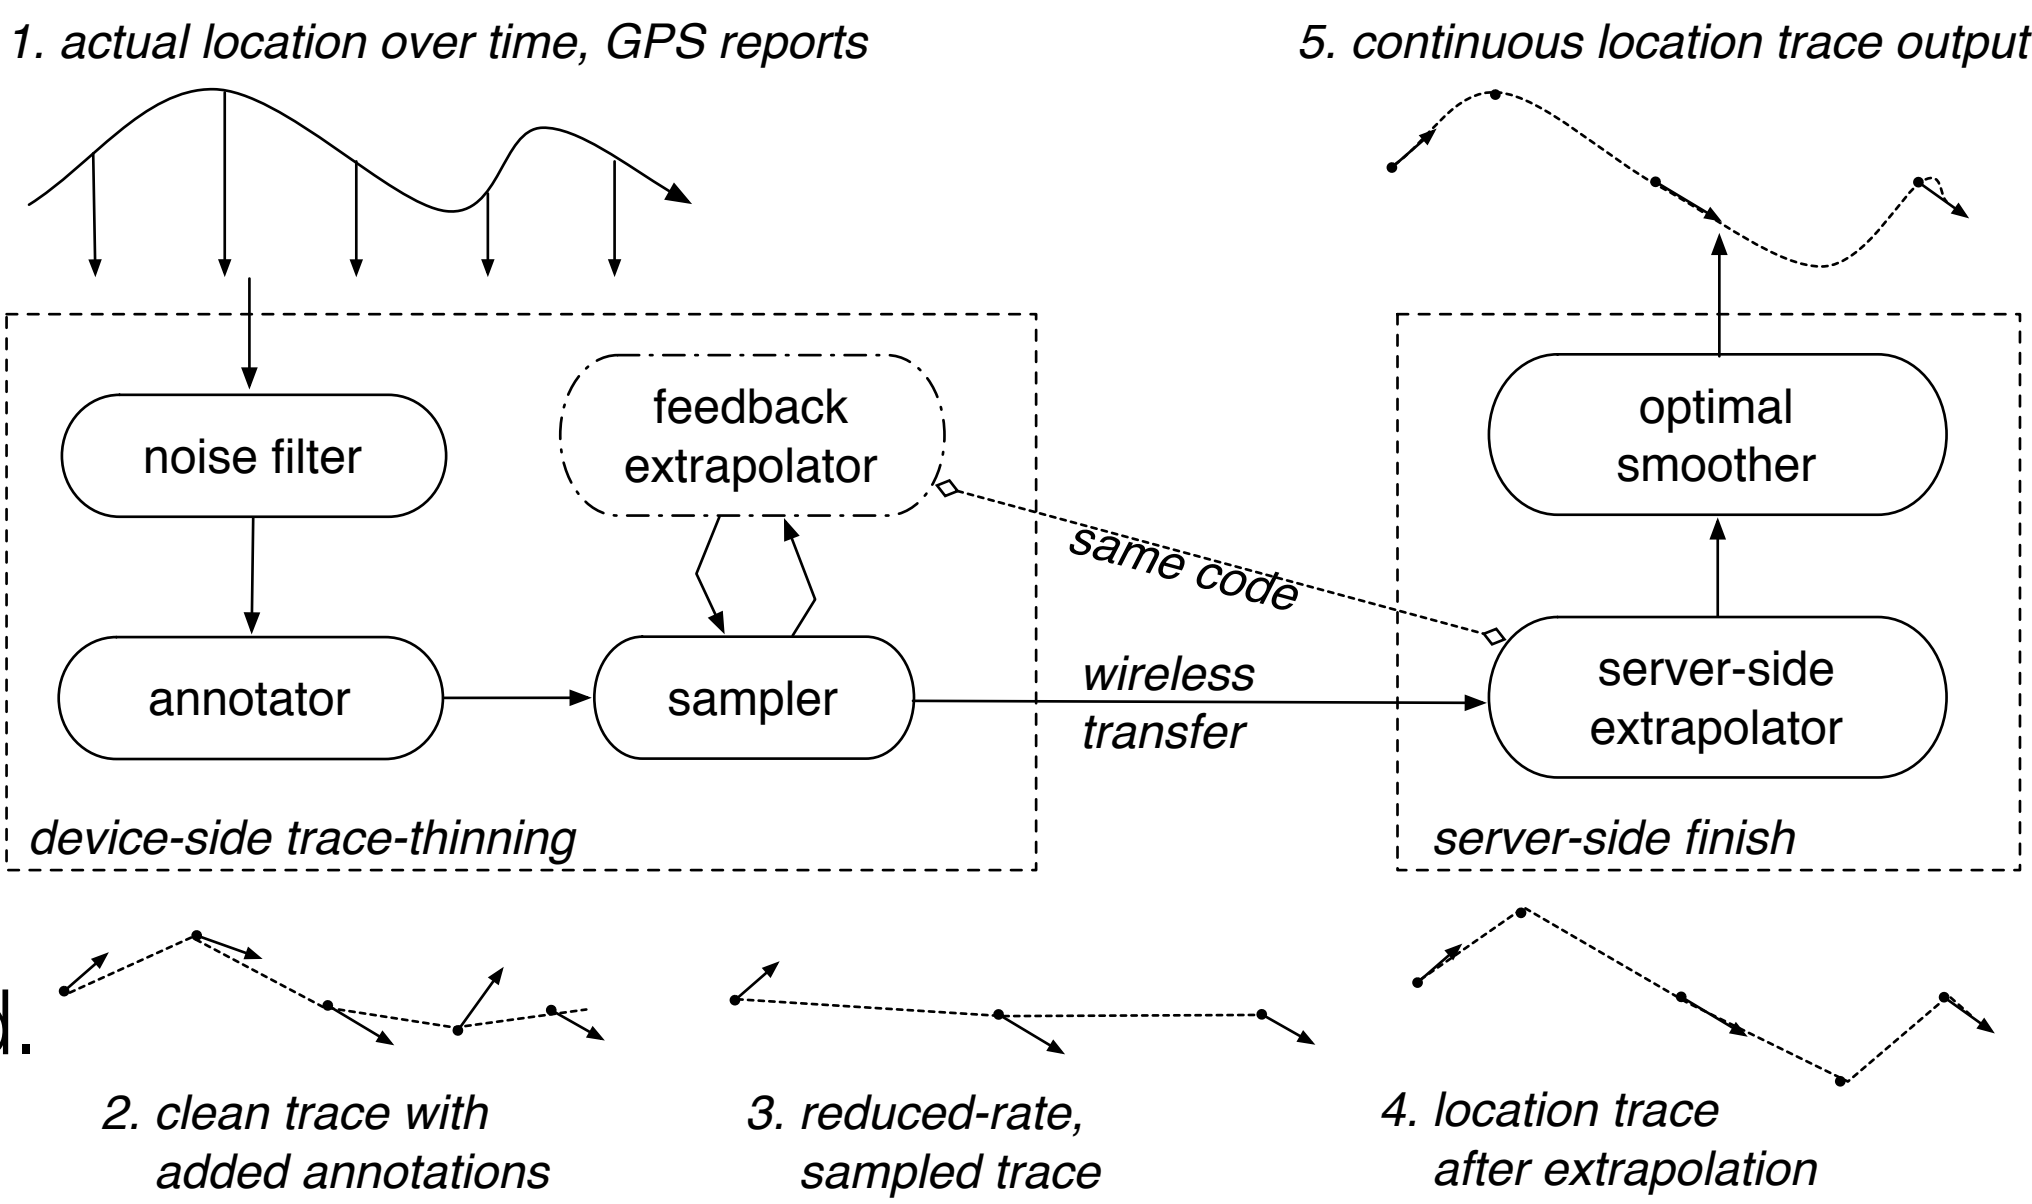 1. actual location over time, GPS reports
5. continuous location trace output
noise filter
feedback
extrapolator
optimal
smoother
same code
annotator
sampler
wireless
transfer
server-side
extrapolator
device-side trace-thinning
server-side finish
d.
2. clean trace with
added annotations
3. reduced-rate,
sampled trace
4. location trace
after extrapolation